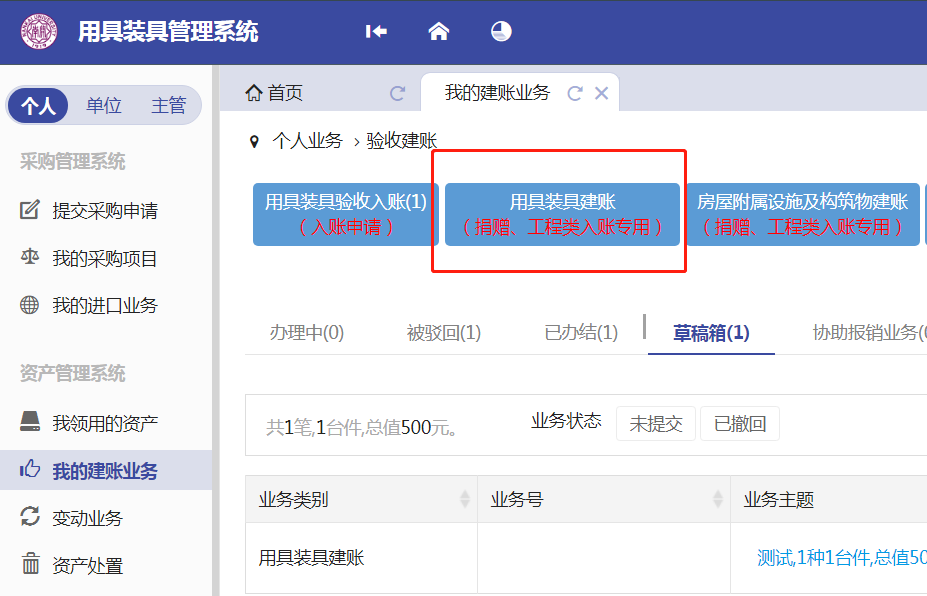 用具装具管理系统
个人 单位 主管
采购管理系统
提交采购申请
我的采购项目
我的进口业务
资产管理系统
我领用的资产
我的建账业务
变动业务
资产处置
首页
我的建账业务
个人业务 › 验收建账
用具装具验收入账(1)
（入账申请）
用具装具建账
（捐赠、工程类入账专用）
房屋附属设施及构筑物建账
（捐赠、工程类入账专用）
办理中(0) 被驳回(1) 已办结(1) 草稿箱(1) 协助报销业务(
共1笔,1台件,总值500元。 业务状态 未提交 已撤回
业务类别 业务号 业务主题
用具装具建账 测试,1种1台件,总值50